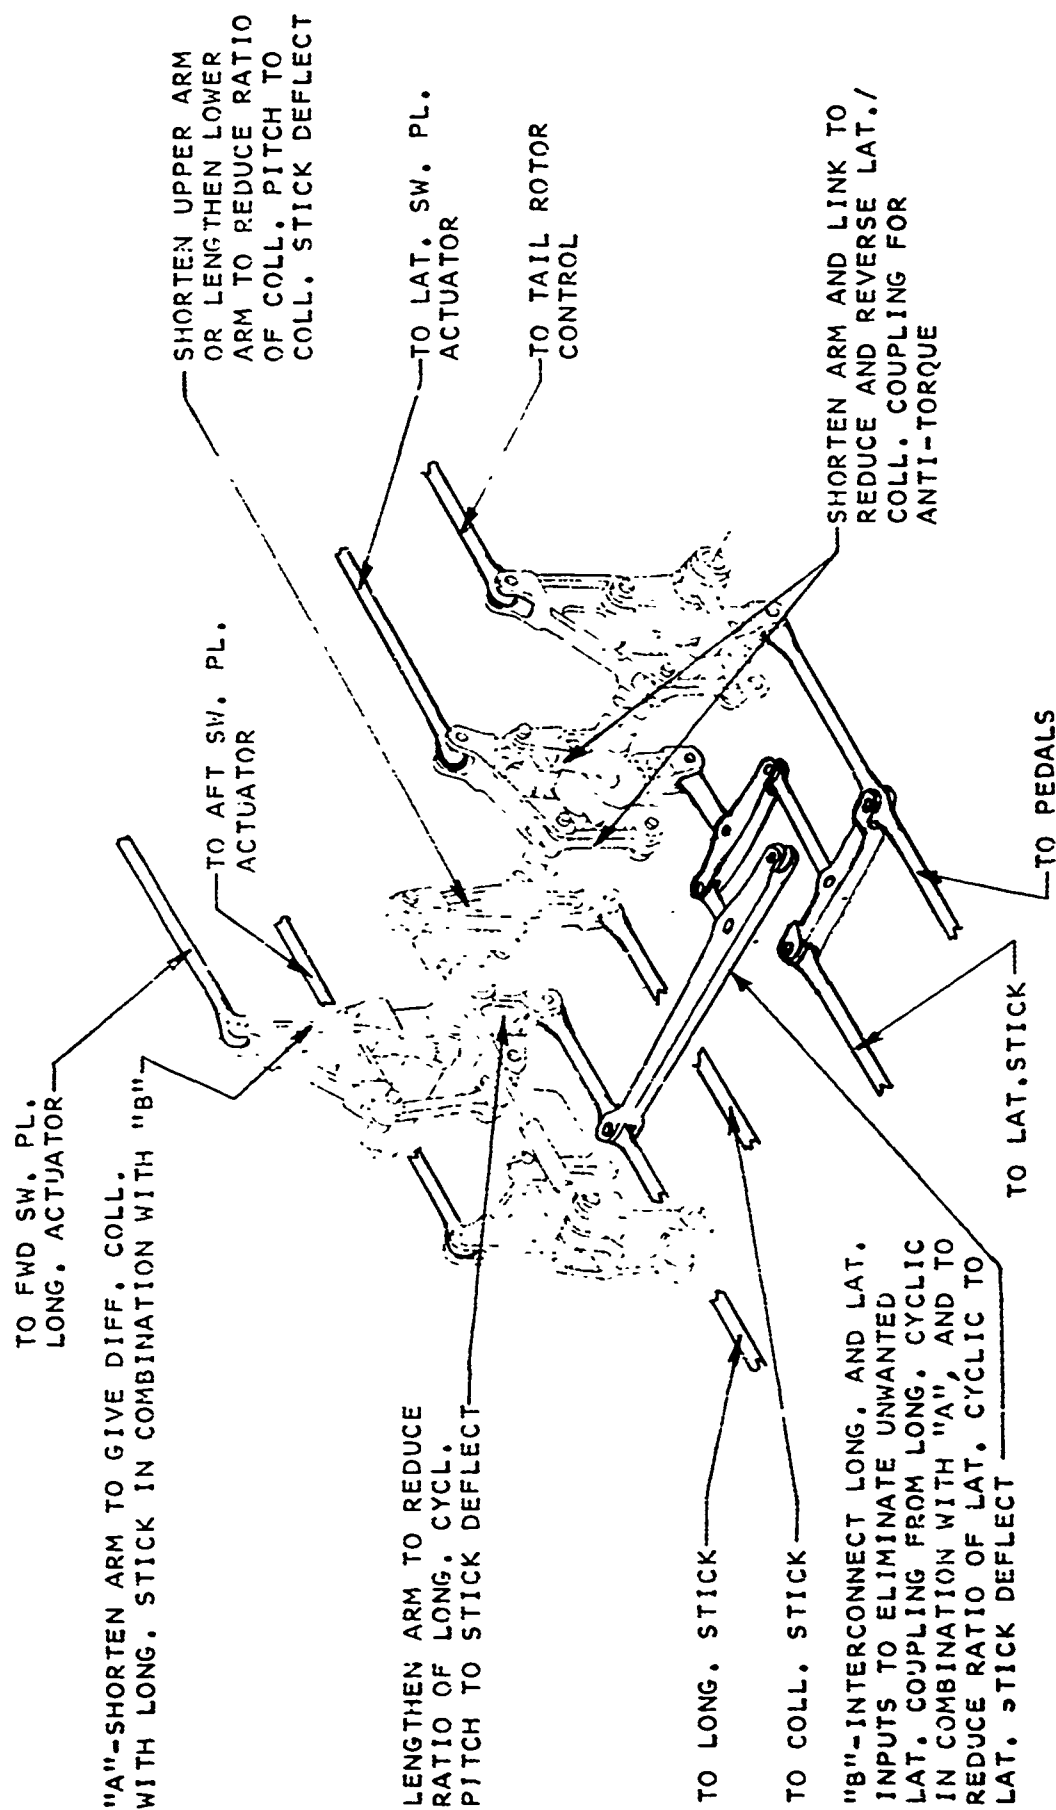 TO FWD SW. PL.
LONG. ACTUATOR
"A"-SHORTEN ARM TO GIVE DIFF. COLL.
WITH LONG. STICK IN COMBINATION WITH "B"
TO AFT SW. PL.
ACTUATOR
SHORTEN UPPER ARM
OR LENGTHEN LOWER
ARM TO REDUCE RATIO
OF COLL. PITCH TO
COLL. STICK DEFLECT
TO LAT. SW. PL.
ACTUATOR
TO TAIL ROTOR
CONTROL
SHORTEN ARM AND LINK TO
REDUCE AND REVERSE LAT./
COLL. COUPLING FOR
ANTI-TORQUE
LENGTHEN ARM TO REDUCE
RATIO OF LONG. CYCL.
PITCH TO STICK DEFLECT
TO LONG. STICK
TO COLL. STICK
"B"-INTERCONNECT LONG. AND LAT.
INPUTS TO ELIMINATE UNWANTED
LAT. COUPLING FROM LONG. CYCLIC
IN COMBINATION WITH "A", AND TO
REDUCE RATIO OF LAT. CYCLIC TO
LAT. STICK DEFLECT
TO LAT.STICK
TO PEDALS